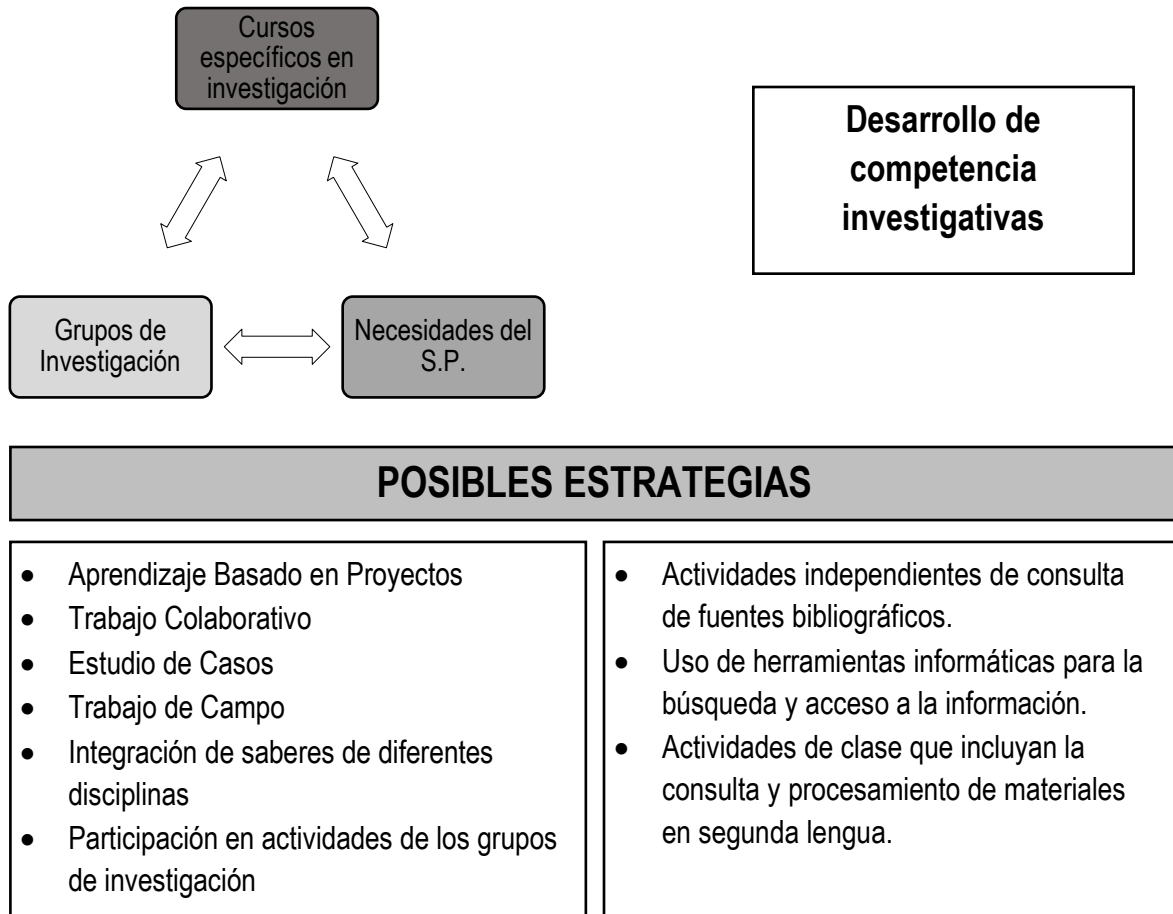 Cursos
específicos en
investigación
Desarrollo de
competencia
investigativas
Grupos de
Investigación
Necesidades del
S.P.
POSIBLES ESTRATEGIAS
• Aprendizaje Basado en Proyectos
• Trabajo Colaborativo
• Estudio de Casos
• Trabajo de Campo
• Integración de saberes de diferentes
disciplinas
• Participación en actividades de los grupos
de investigación
• Actividades independientes de consulta
de fuentes bibliográficos.
• Uso de herramientas informáticas para la
búsqueda y acceso a la información.
• Actividades de clase que incluyan la
consulta y procesamiento de materiales
en segunda lengua.